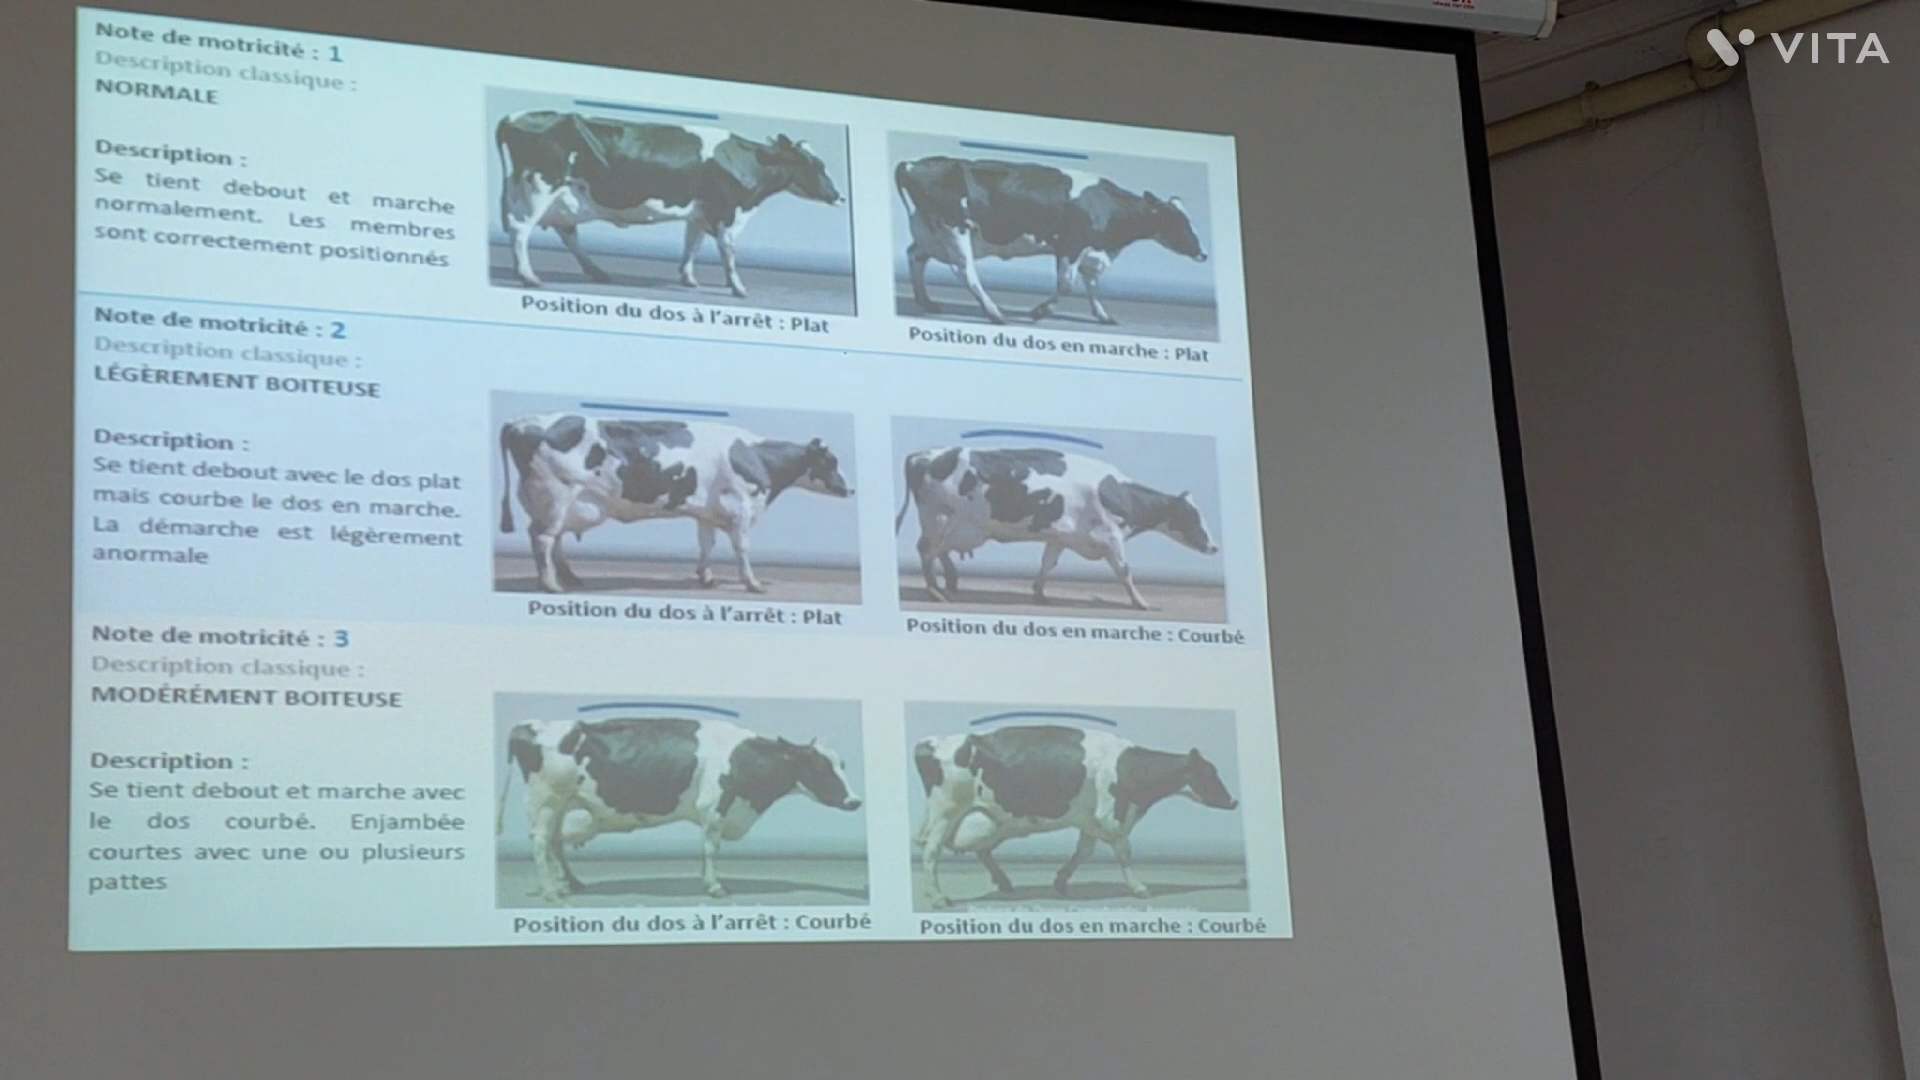 Note de motricité : 1
Description classique :
NORMALE
Description :
Se tient debout et marche
normalement. Les membres
sont correctement positionnés
Position du dos à l'arrêt : Plat
Position du dos en marche : Plat
Note de motricité : 2
Description classique :
LÉGÈREMENT BOITEUSE
Description :
Se tient debout avec le dos plat
mais courbe le dos en marche.
La démarche est légèrement
anormale
Position du dos à l'arrêt : Plat
Position du dos en marche : Courbé
Note de motricité : 3
Description classique :
MODÉRÉMENT BOITEUSE
Description :
Se tient debout et marche avec
le dos courbé. Enjambée
courtes avec une ou plusieurs
pattes
Position du dos à l'arrêt : Courbé
Position du dos en marche : Courbé
VITA